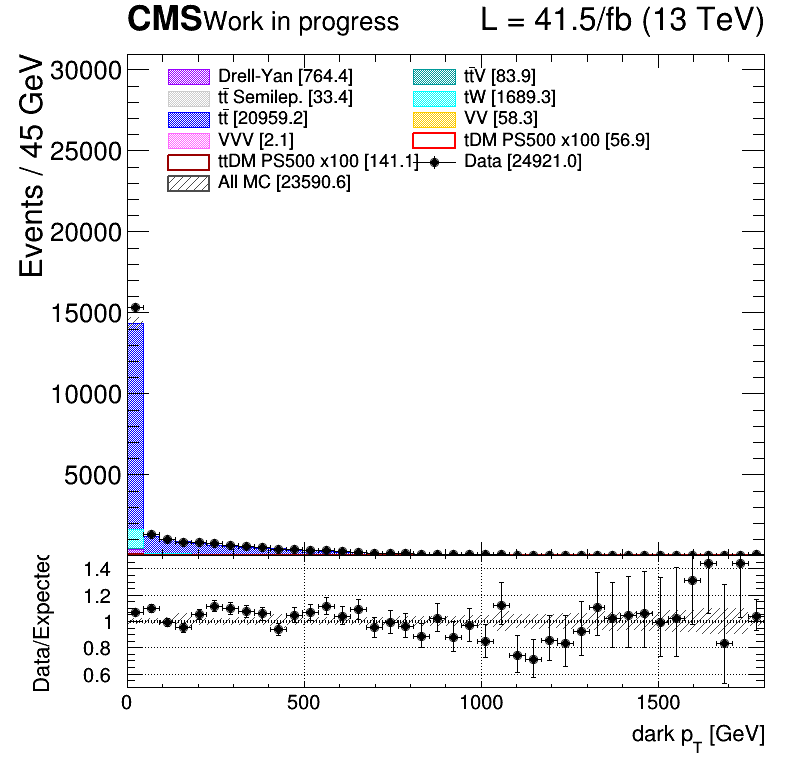 CMS Work in progress L = 41.5/fb (13 TeV)
Events / 45 GeV
30000
25000
20000
15000
10000
5000
Drell-Yan [764.4]
tt̄ Semilep. [33.4]
tt̄ [20959.2]
VVV [2.1]
ttDM PS500 x100 [141.1]
All MC [23590.6]
tt̄V [83.9]
tW [1689.3]
VV [58.3]
tDM PS500 x100 [56.9]
Data [24921.0]
Data/Expected
1.4
1.2
1
0.8
0.6
0 500 1000 1500
dark p_T [GeV]